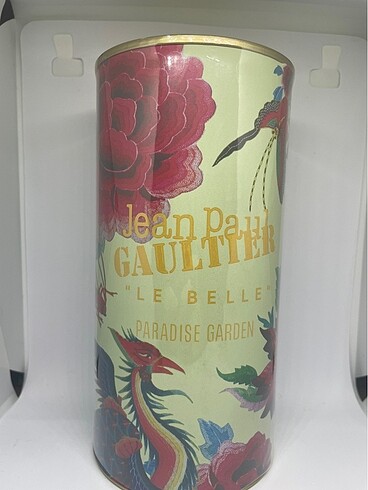 Jean Paul
GAULTIER
"LE BELLE"
PARADISE GARDEN